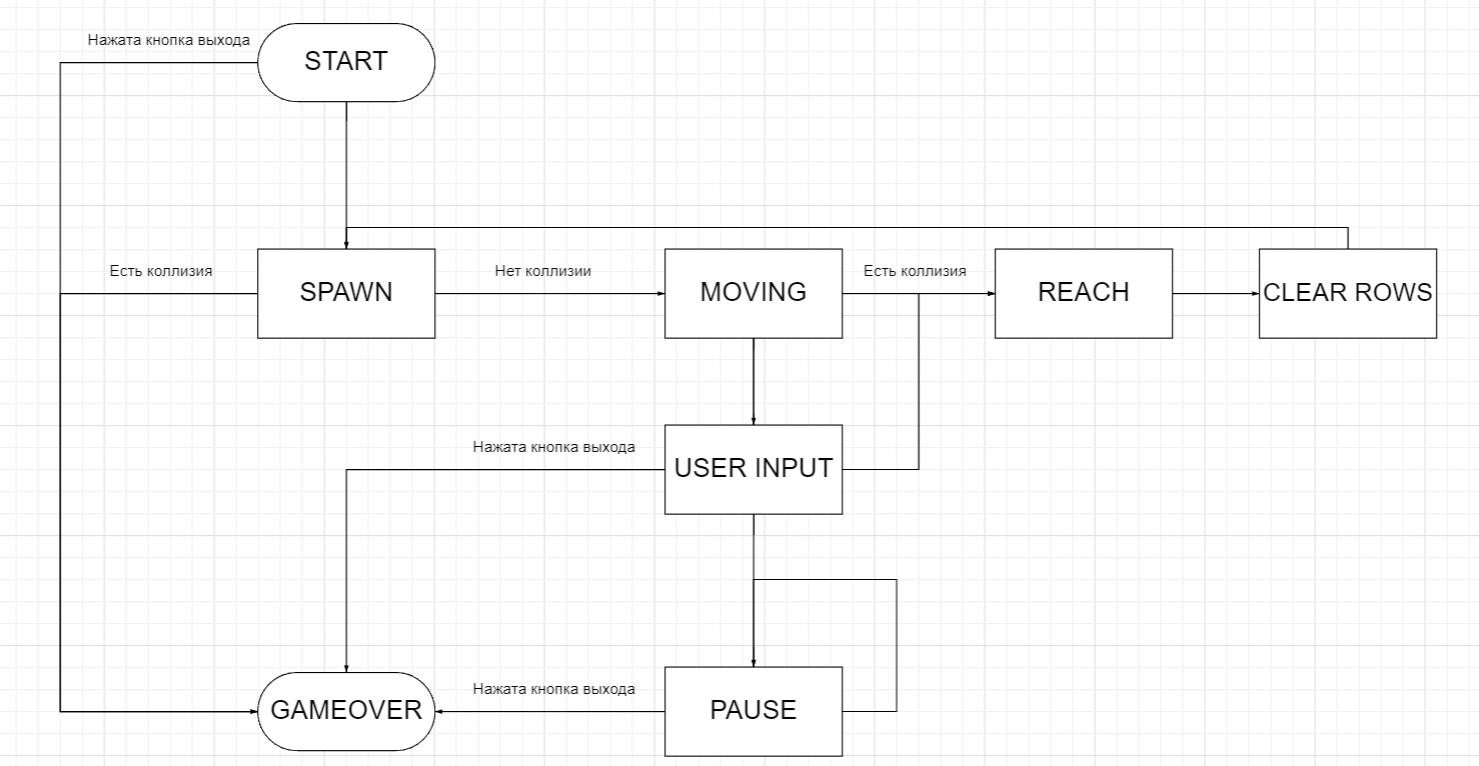 Нажата кнопка выхода
START
Есть коллизия
SPAWN
Нет коллизии
MOVING
Есть коллизия
REACH
CLEAR ROWS
Нажата кнопка выхода
USER INPUT
GAMEOVER
Нажата кнопка выхода
PAUSE